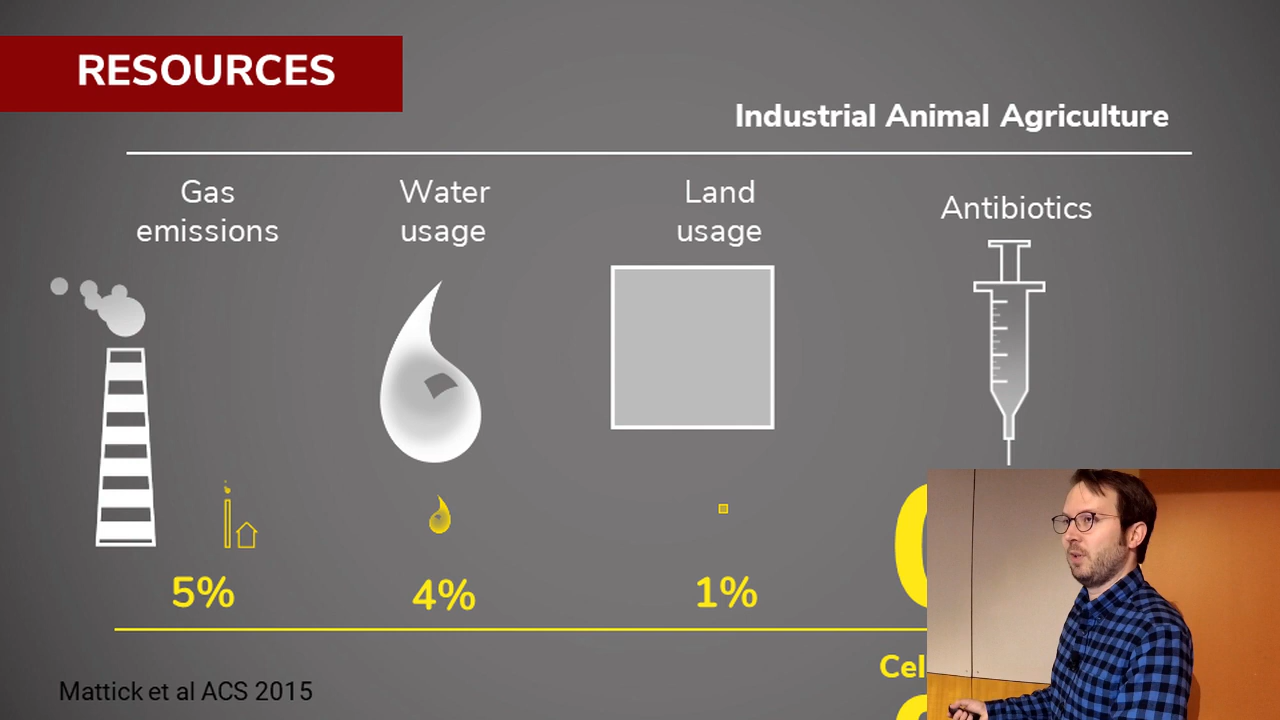 RESOURCES
Industrial Animal Agriculture
Gas
emissions
Water
usage
Land
usage
Antibiotics
5%
4%
1%
Mattick et al ACS 2015